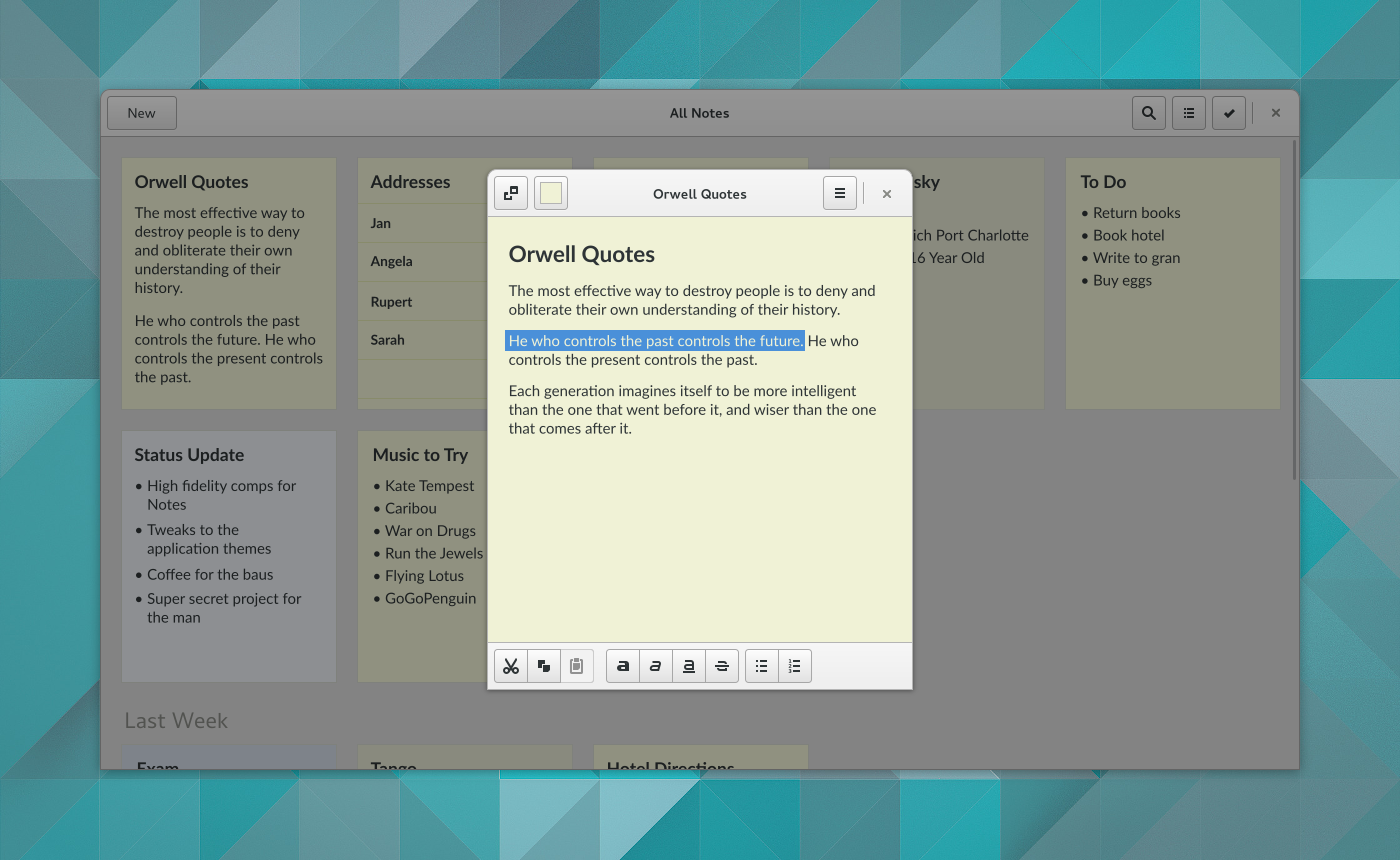 New
All Notes
Orwell Quotes
The most effective way to
destroy people is to deny
and obliterate their own
understanding of their
history.
He who controls the past
controls the future. He who
controls the present controls
the past.
Addresses
Jan
Angela
Rupert
Sarah
sky
ich Port Charlotte
16 Year Old
To Do
• Return books
• Book hotel
• Write to gran
• Buy eggs
Orwell Quotes
Orwell Quotes
The most effective way to destroy people is to deny and
obliterate their own understanding of their history.
He who controls the past controls the future. He who
controls the present controls the past.
Each generation imagines itself to be more intelligent
than the one that went before it, and wiser than the one
that comes after it.
a a a S
Status Update
• High fidelity comps for
Notes
• Tweaks to the
application themes
• Coffee for the baus
• Super secret project for
the man
Music to Try
• Kate Tempest
• Caribou
• War on Drugs
• Run the Jewels
• Flying Lotus
• GoGoPenguin
Last Week
Exam
Tango
Hotel Directions